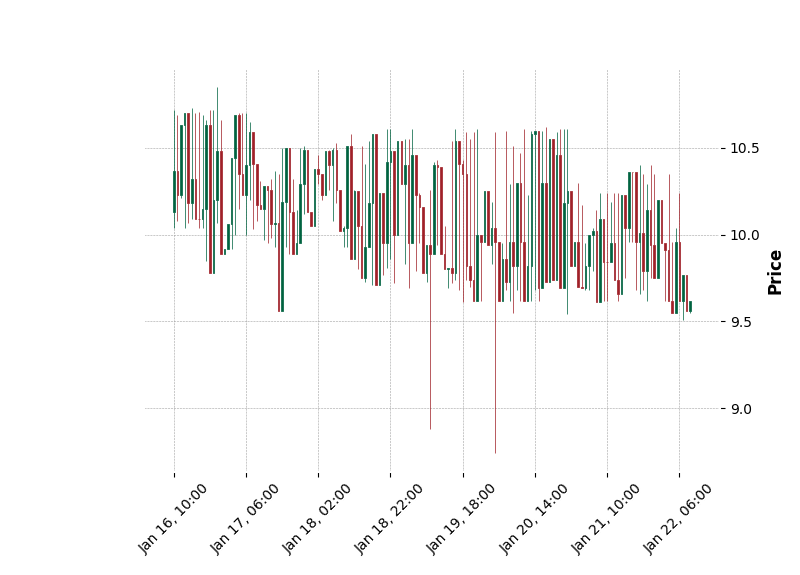 10.5
10.0
9.5
9.0
Price
Jan 16, 10:00
Jan 17, 06:00
Jan 18, 02:00
Jan 18, 22:00
Jan 19, 18:00
Jan 20, 14:00
Jan 21, 10:00
Jan 22, 06:00